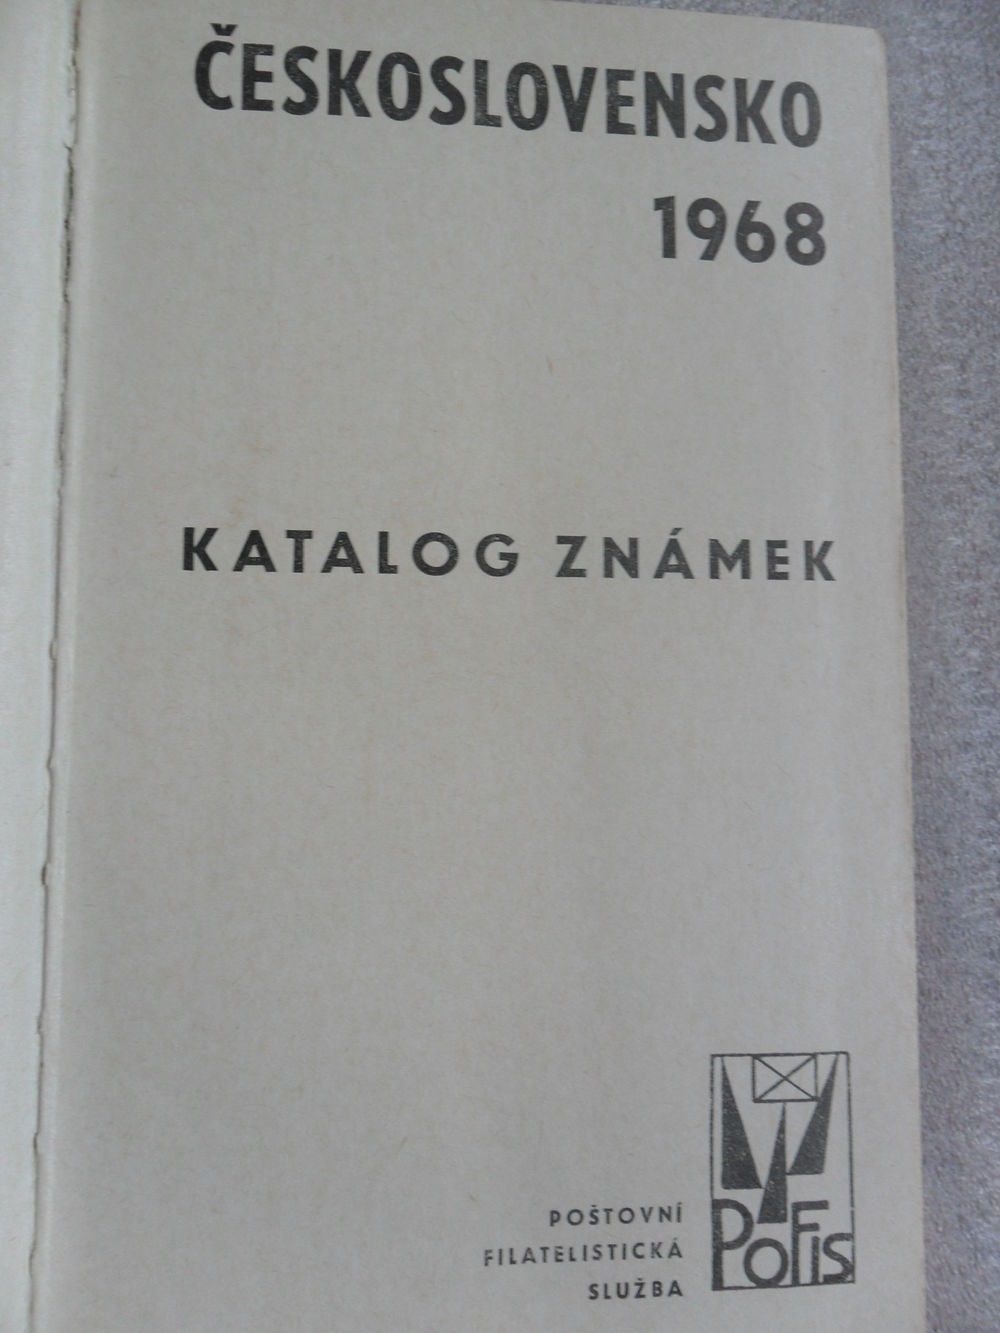 ČESKOSLOVENSKO
1968
KATALOG ZNÁMEK
POŠTOVNÍ
FILATELISTICKÁ
SLUŽBA
POFIS